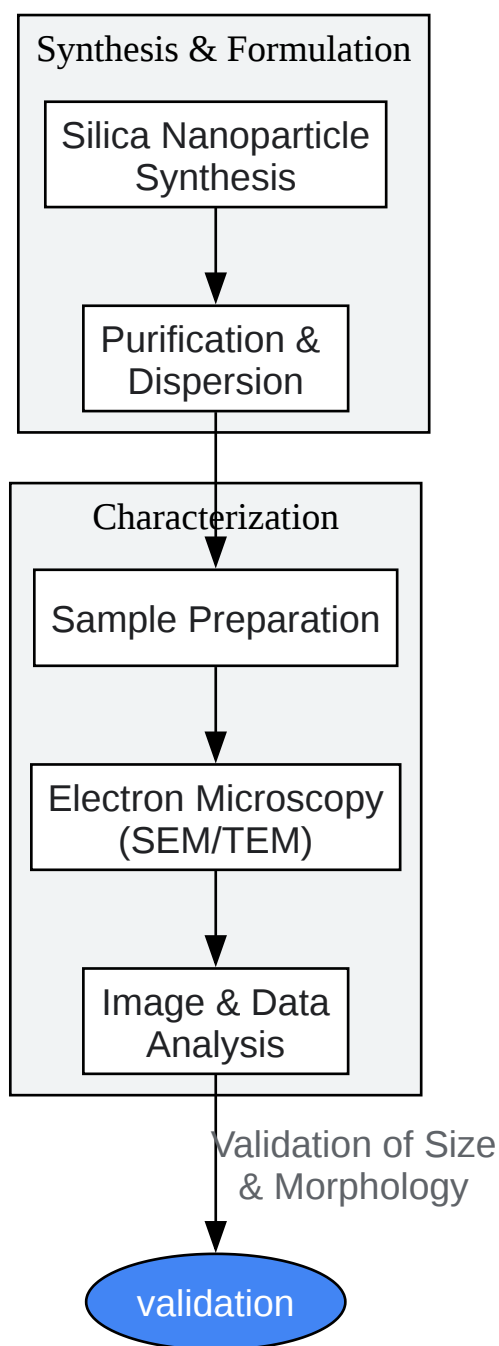 Synthesis & Formulation
Silica Nanoparticle
Synthesis
Purification &
Dispersion
Characterization
Sample Preparation
Electron Microscopy
(SEM/TEM)
Image & Data
Analysis
Validation of Size
& Morphology
validation